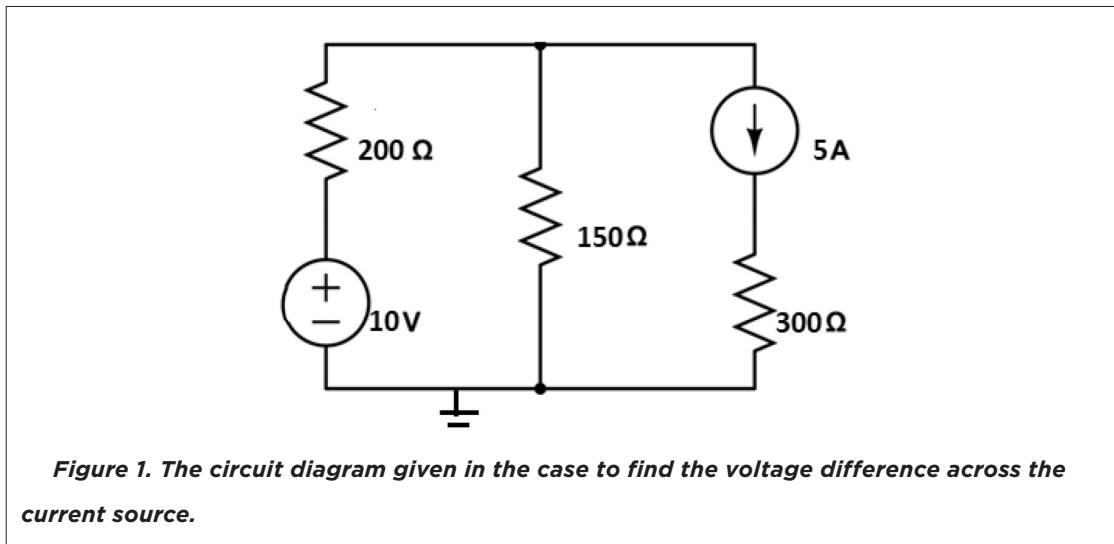 200 Ω
5A
150Ω
+
−
10V
300Ω
Figure 1. The circuit diagram given in the case to find the voltage difference across the
current source.